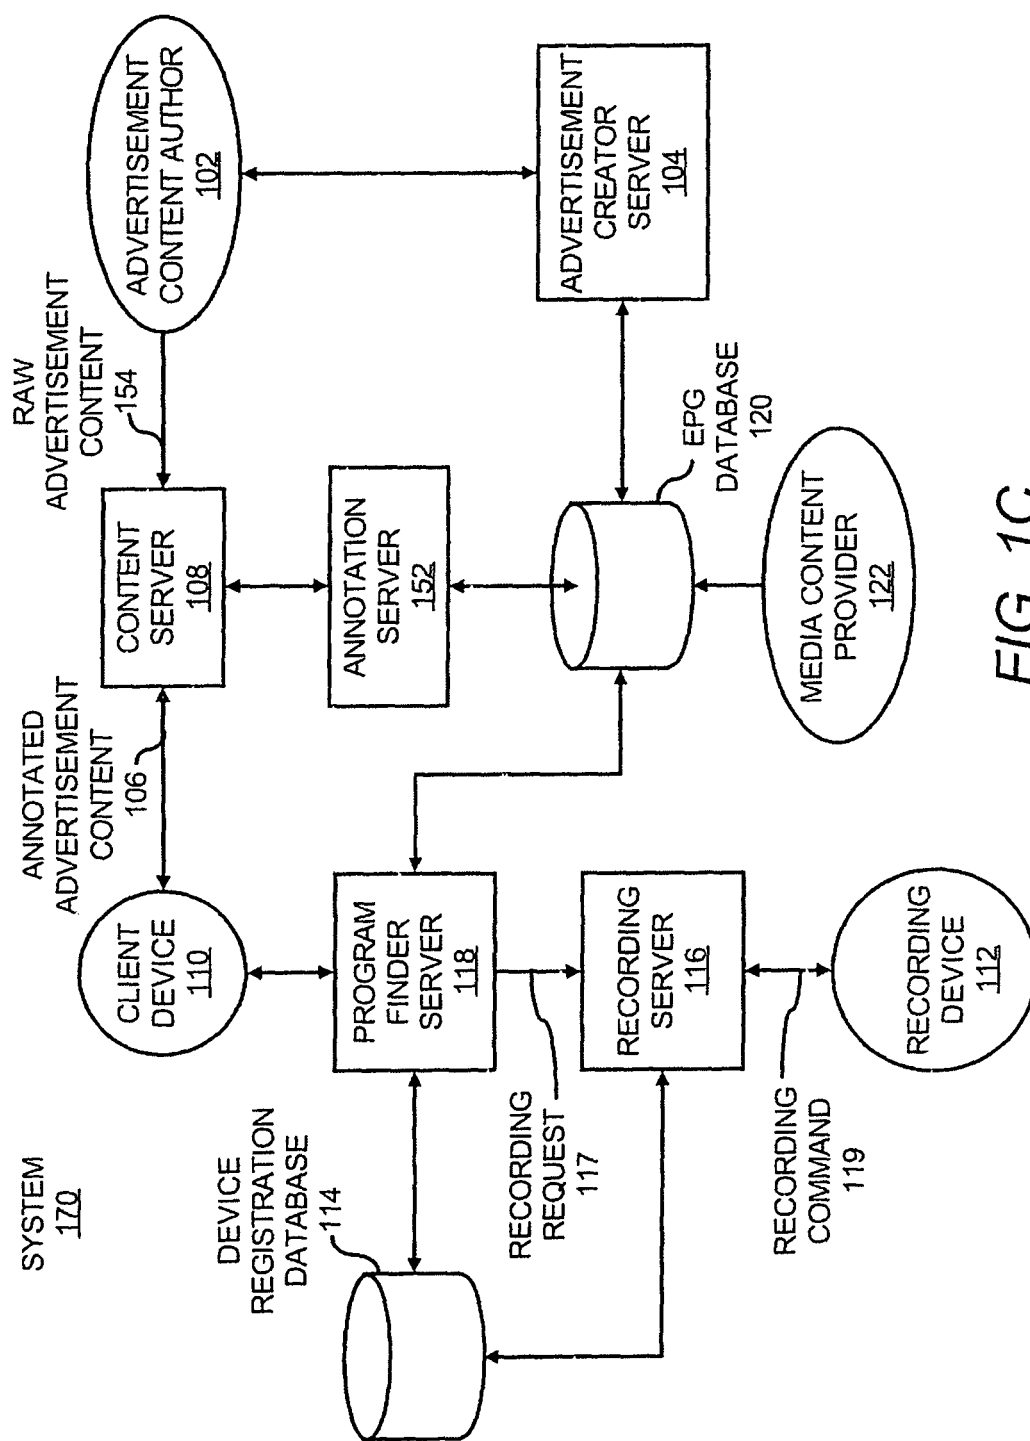 SYSTEM
170
CLIENT
DEVICE
110
ANNOTATED
ADVERTISEMENT
CONTENT
106
CONTENT
SERVER
108
RAW
ADVERTISEMENT
CONTENT
154
ADVERTISEMENT
CONTENT AUTHOR
102
DEVICE
REGISTRATION
DATABASE
114
PROGRAM
FINDER
SERVER
118
ANNOTATION
SERVER
152
RECORDING
REQUEST
117
RECORDING
SERVER
116
EPG
DATABASE
120
ADVERTISEMENT
CREATOR
SERVER
104
RECORDING
COMMAND
119
RECORDING
DEVICE
112
MEDIA CONTENT
PROVIDER
122
FIG. 1C